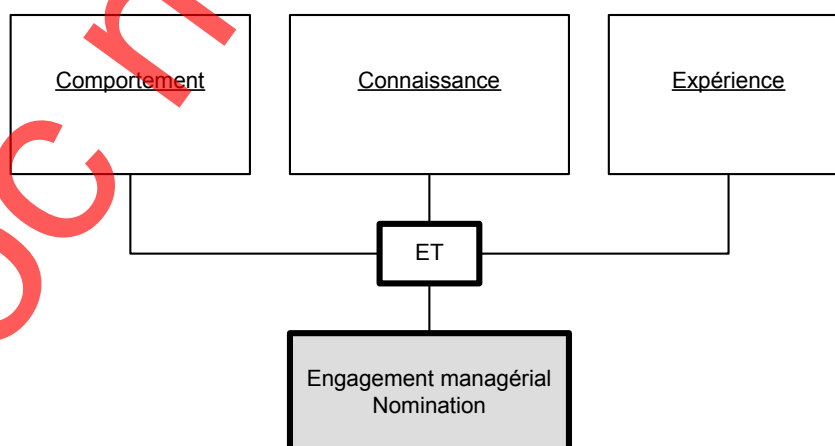 Comportement
Connaissance
Expérience
ET
Engagement managérial
Nomination